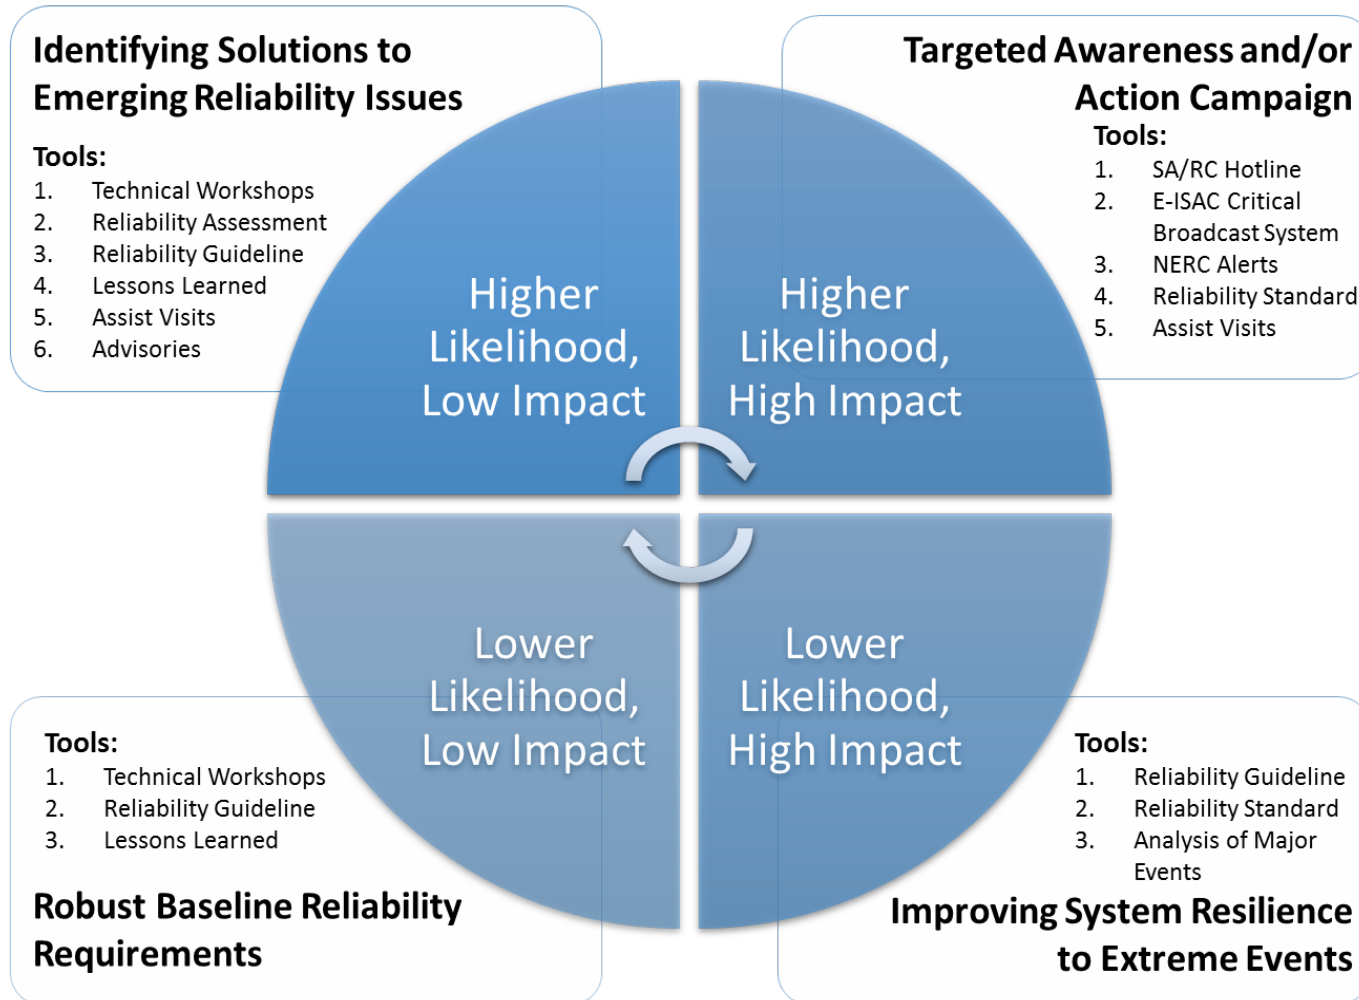 Identifying Solutions to
Emerging Reliability Issues
Tools:
1. Technical Workshops
2. Reliability Assessment
3. Reliability Guideline
4. Lessons Learned
5. Assist Visits
6. Advisories
Targeted Awareness and/or
Action Campaign
Tools:
1. SA/RC Hotline
2. E-ISAC Critical
Broadcast System
3. NERC Alerts
4. Reliability Standard
5. Assist Visits
Higher
Likelihood,
Low Impact
Higher
Likelihood,
High Impact
Lower
Likelihood,
Low Impact
Lower
Likelihood,
High Impact
Tools:
1. Technical Workshops
2. Reliability Guideline
3. Lessons Learned
Robust Baseline Reliability
Requirements
Tools:
1. Reliability Guideline
2. Reliability Standard
3. Analysis of Major
Events
Improving System Resilience
to Extreme Events